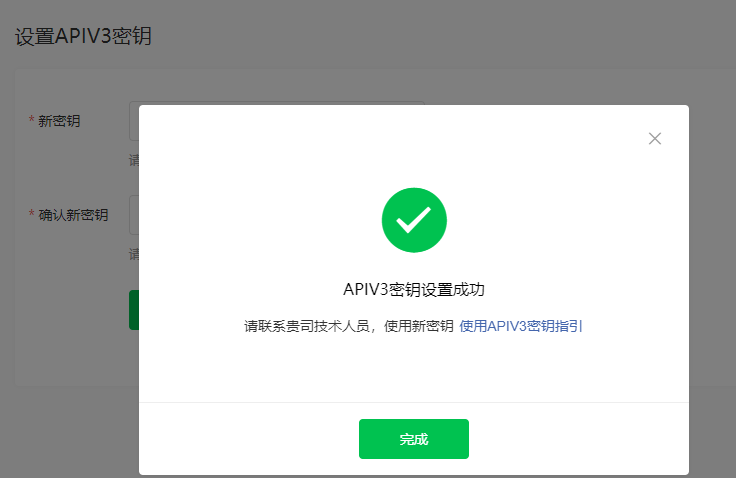 设置APIV3密钥
* 新密钥
请
* 确认新密钥
请
APIV3密钥设置成功
请联系贵司技术人员，使用新密钥 使用APIV3密钥指引
完成